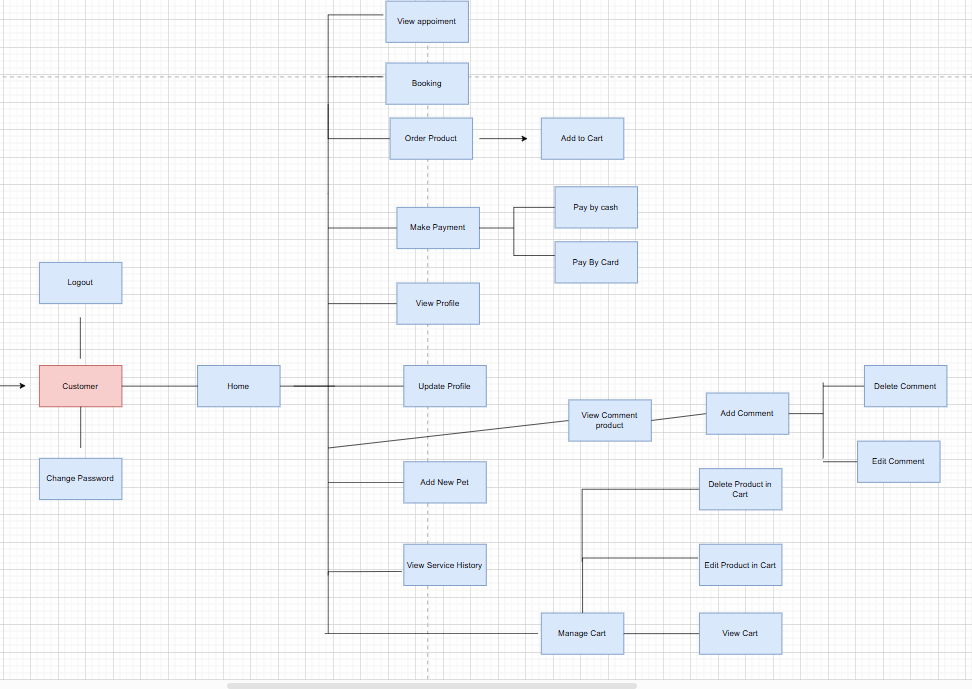 View appoiment
Booking
Order Product
Add to Cart
Pay by cash
Make Payment
Pay By Card
Logout
View Profile
Customer
Home
Update Profile
Delete Comment
View Comment
product
Add Comment
Edit Comment
Change Password
Add New Pet
Delete Product in
Cart
View Service History
Edit Product in Cart
Manage Cart
View Cart